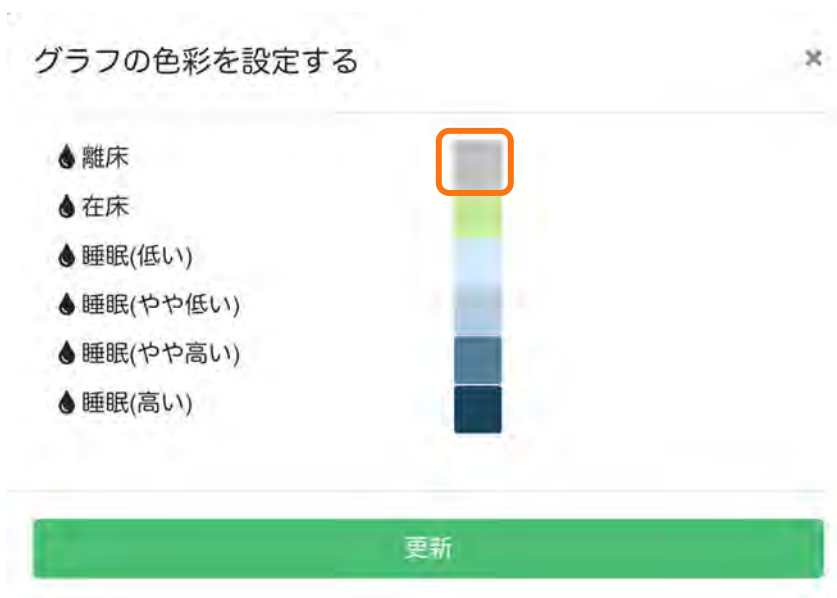 グラフの色彩を設定する ×
離床
在床
睡眠(低い)
睡眠(やや低い)
睡眠(やや高い)
睡眠(高い)
更新